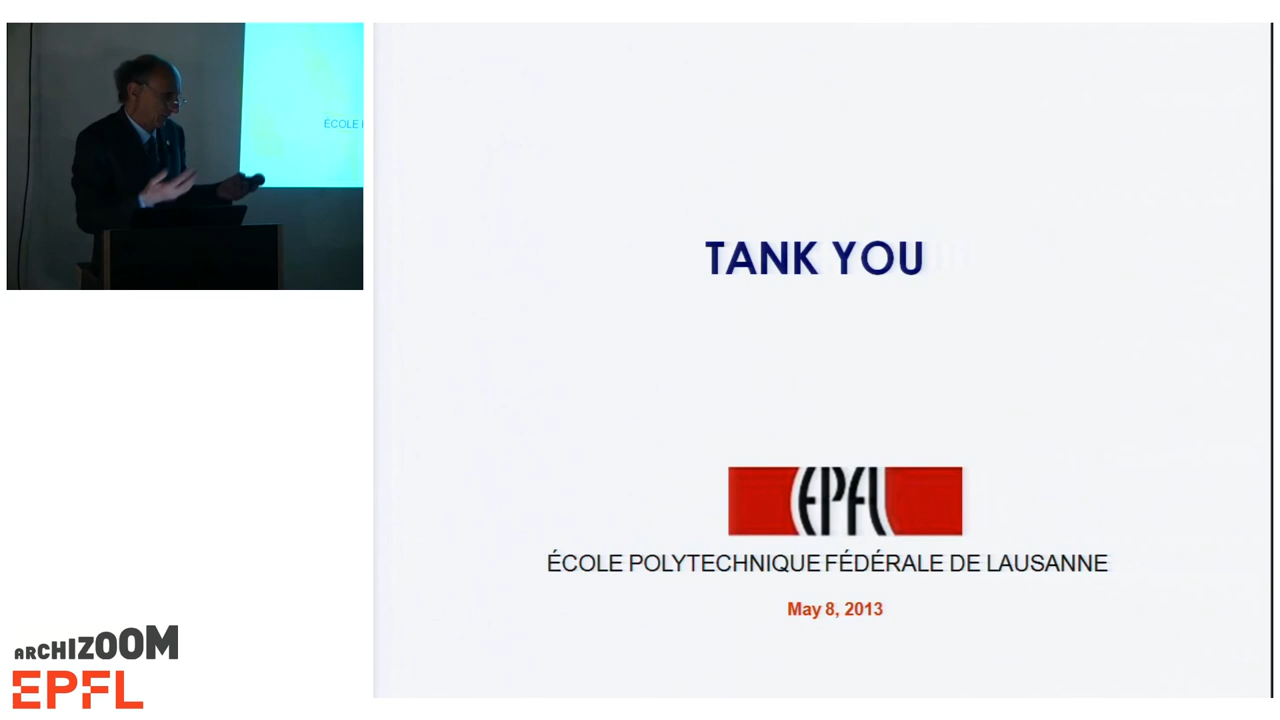 ÉCOLE
TANK YOU
EPFL
ÉCOLE POLYTECHNIQUE FÉDÉRALE DE LAUSANNE
May 8, 2013
ARCHIZOOM
EPFL